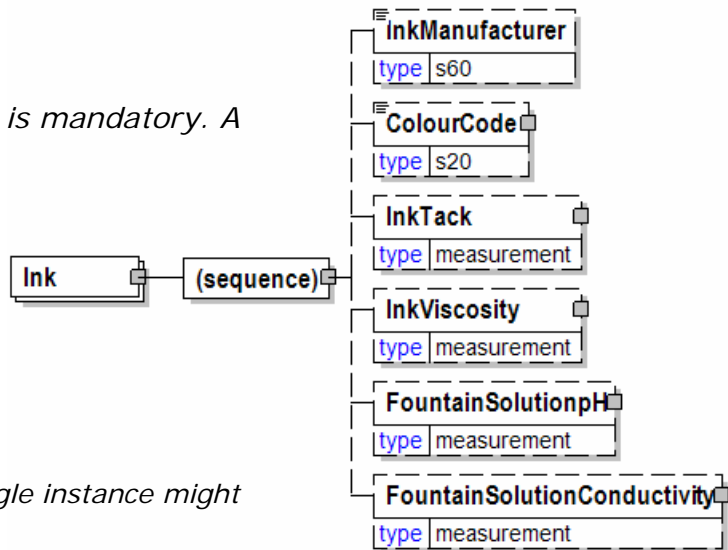 InkManufacturer
type s60
is mandatory. A
ColourCode
type s20
InkTack
type measurement
Ink
(sequence)
InkViscosity
type measurement
FountainSolutionpH
type measurement
gle instance might
FountainSolutionConductivity
type measurement